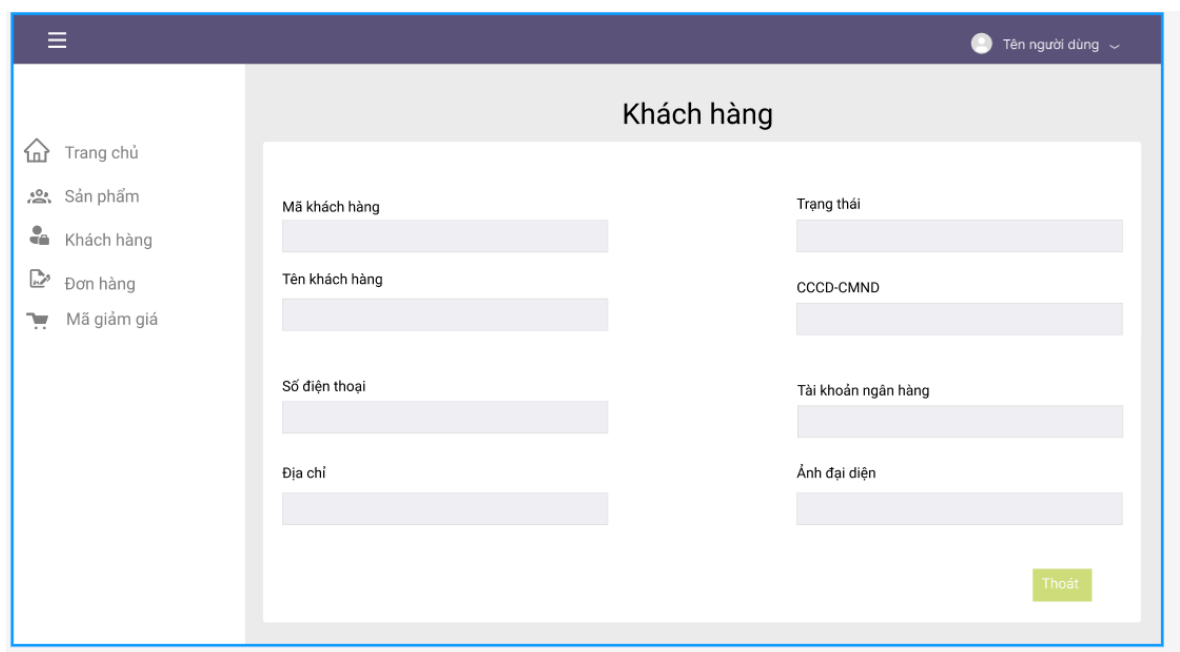 Tên người dùng
Khách hàng
Trang chủ
Sản phẩm
Khách hàng
Đơn hàng
Mã giảm giá
Mã khách hàng
Trạng thái
Tên khách hàng
CCCD-CMND
Số điện thoại
Tài khoản ngân hàng
Địa chỉ
Ảnh đại diện
Thoát